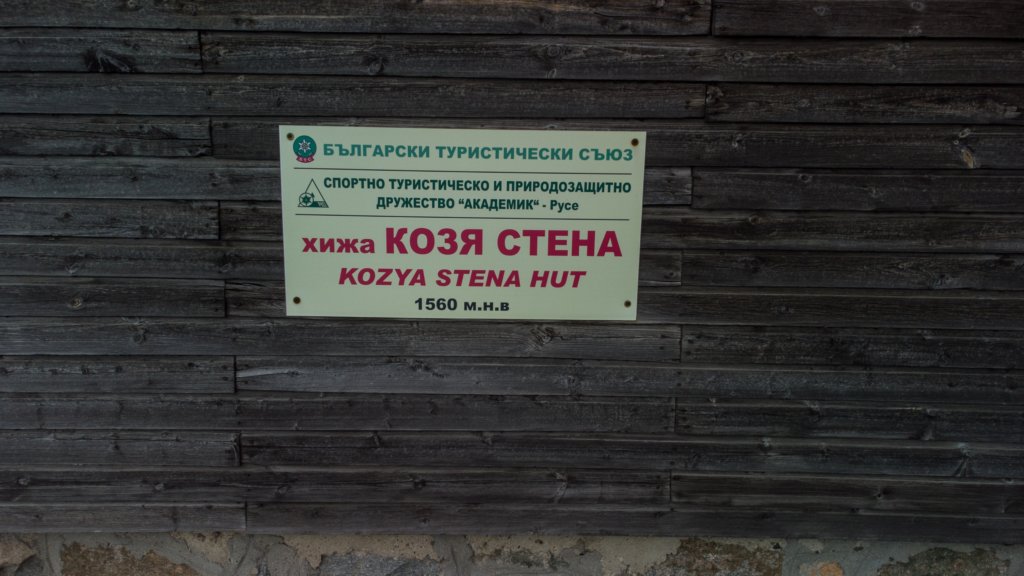 БЪЛГАРСКИ ТУРИСТИЧЕСКИ СЪЮЗ
СПОРТНО ТУРИСТИЧЕСКО И ПРИРОДОЗАЩИТНО
ДРУЖЕСТВО “АКАДЕМИК“ - Русе
хижа КОЗЯ СТЕНА
KOZYA STENA HUT
1560 м.н.в